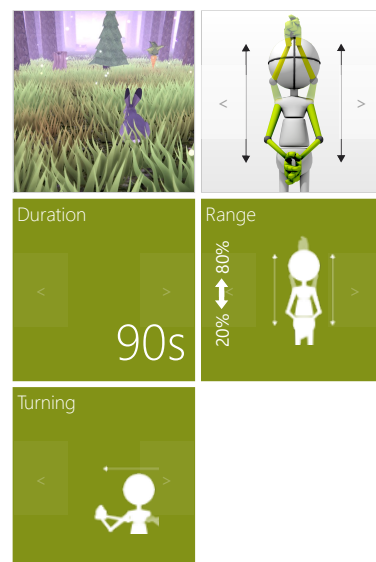 <
>
Duration
<
>
90s
Range
20% ↔ 80%
<
>
Turning
<
>